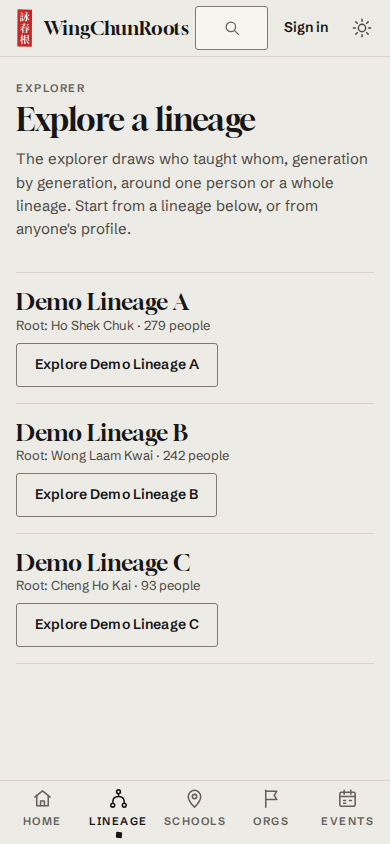 詠春根
WingChunRoots
Sign in
EXPLORER
Explore a lineage
The explorer draws who taught whom, generation
by generation, around one person or a whole
lineage. Start from a lineage below, or from
anyone's profile.
Demo Lineage A
Root: Ho Shek Chuk · 279 people
Explore Demo Lineage A
Demo Lineage B
Root: Wong Laam Kwai · 242 people
Explore Demo Lineage B
Demo Lineage C
Root: Cheng Ho Kai · 93 people
Explore Demo Lineage C
HOME
LINEAGE
SCHOOLS
ORGS
EVENTS